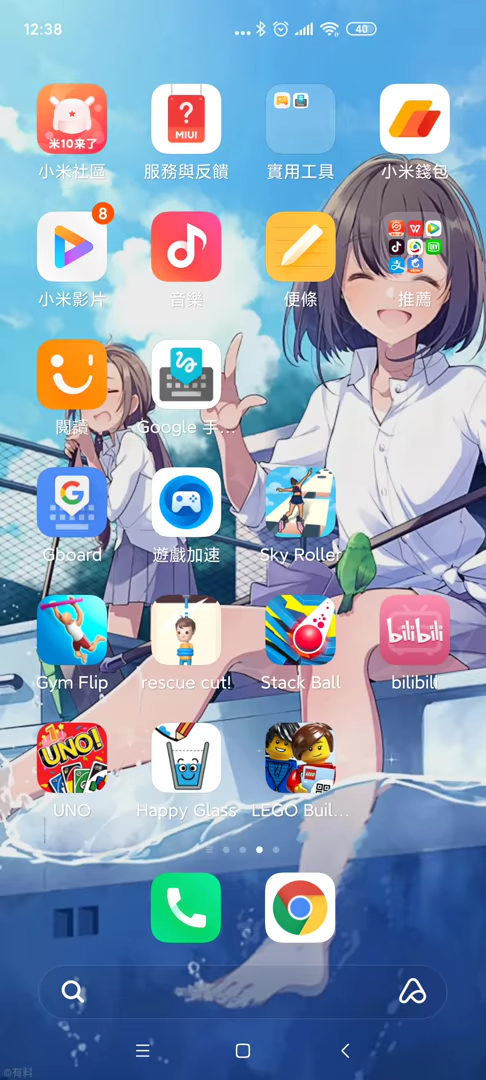 12:38
40
?
MIUI
米10来了
小米社區
服務與反饋
實用工具
小米錢包
8
小米影片
音樂
便條
推薦
閱讀
Google 手…
G
Gboard
遊戲加速
Sky Roller
bilibili
Gym Flip
rescue cut!
Stack Ball
bilibili
UNO!
UNO
Happy Glass
LEGO Buil…
©有料